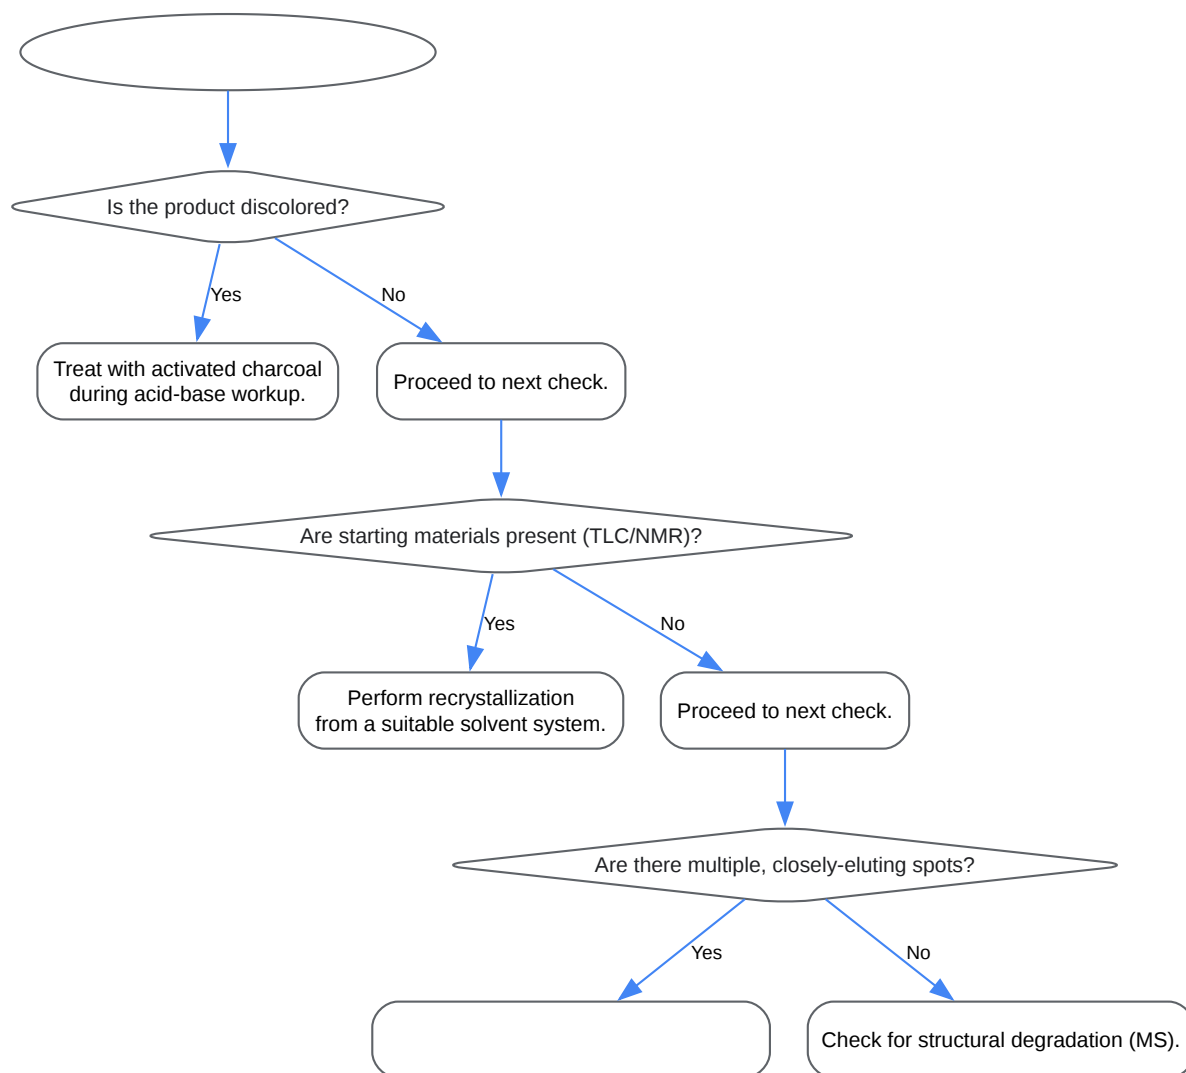 Is the product discolored?
Yes
No
Treat with activated charcoal
during acid-base workup.
Proceed to next check.
Are starting materials present (TLC/NMR)?
Yes
No
Perform recrystallization
from a suitable solvent system.
Proceed to next check.
Are there multiple, closely-eluting spots?
Yes
No
Check for structural degradation (MS).